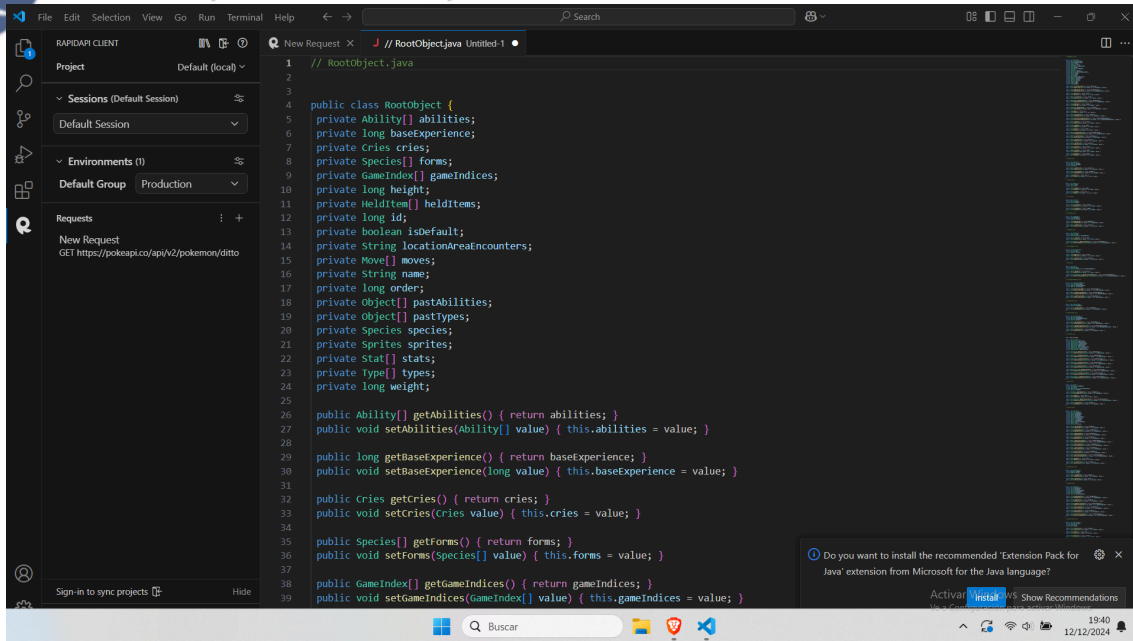 File Edit Selection View Go Run Terminal Help
Search
RAPIDAPI CLIENT
Project Default (local)
Sessions (Default Session)
Default Session
Environments (1)
Default Group Production
Requests
New Request
GET https://pokeapi.co/api/v2/pokemon/ditto
Sign-in to sync projects Hide
1
New Request
// RootObject.java Untitled-1
1 // RootObject.java
2
3
4 public class RootObject {
5 private Ability[] abilities;
6 private long baseExperience;
7 private Cries cries;
8 private Species[] forms;
9 private GameIndex[] gameIndices;
10 private long height;
11 private HeldItem[] heldItems;
12 private long id;
13 private boolean isDefault;
14 private String locationAreaEncounters;
15 private Move[] moves;
16 private String name;
17 private long order;
18 private Object[] pastAbilities;
19 private Object[] pastTypes;
20 private Species species;
21 private Sprites sprites;
22 private Stat[] stats;
23 private Type[] types;
24 private long weight;
25
26 public Ability[] getAbilities() { return abilities; }
27 public void setAbilities(Ability[] value) { this.abilities = value; }
28
29 public long getBaseExperience() { return baseExperience; }
30 public void setBaseExperience(long value) { this.baseExperience = value; }
31
32 public Cries getCries() { return cries; }
33 public void setCries(Cries value) { this.cries = value; }
34
35 public Species[] getForms() { return forms; }
36 public void setForms(Species[] value) { this.forms = value; }
37
38 public GameIndex[] getGameIndices() { return gameIndices; }
39 public void setGameIndices(GameIndex[] value) { this.gameIndices = value; }
Do you want to install the recommended 'Extension Pack for
Java' extension from Microsoft for the Java language?
Install Show Recommendations
Activar
para activar Windows
Buscar
19:40
12/12/2024